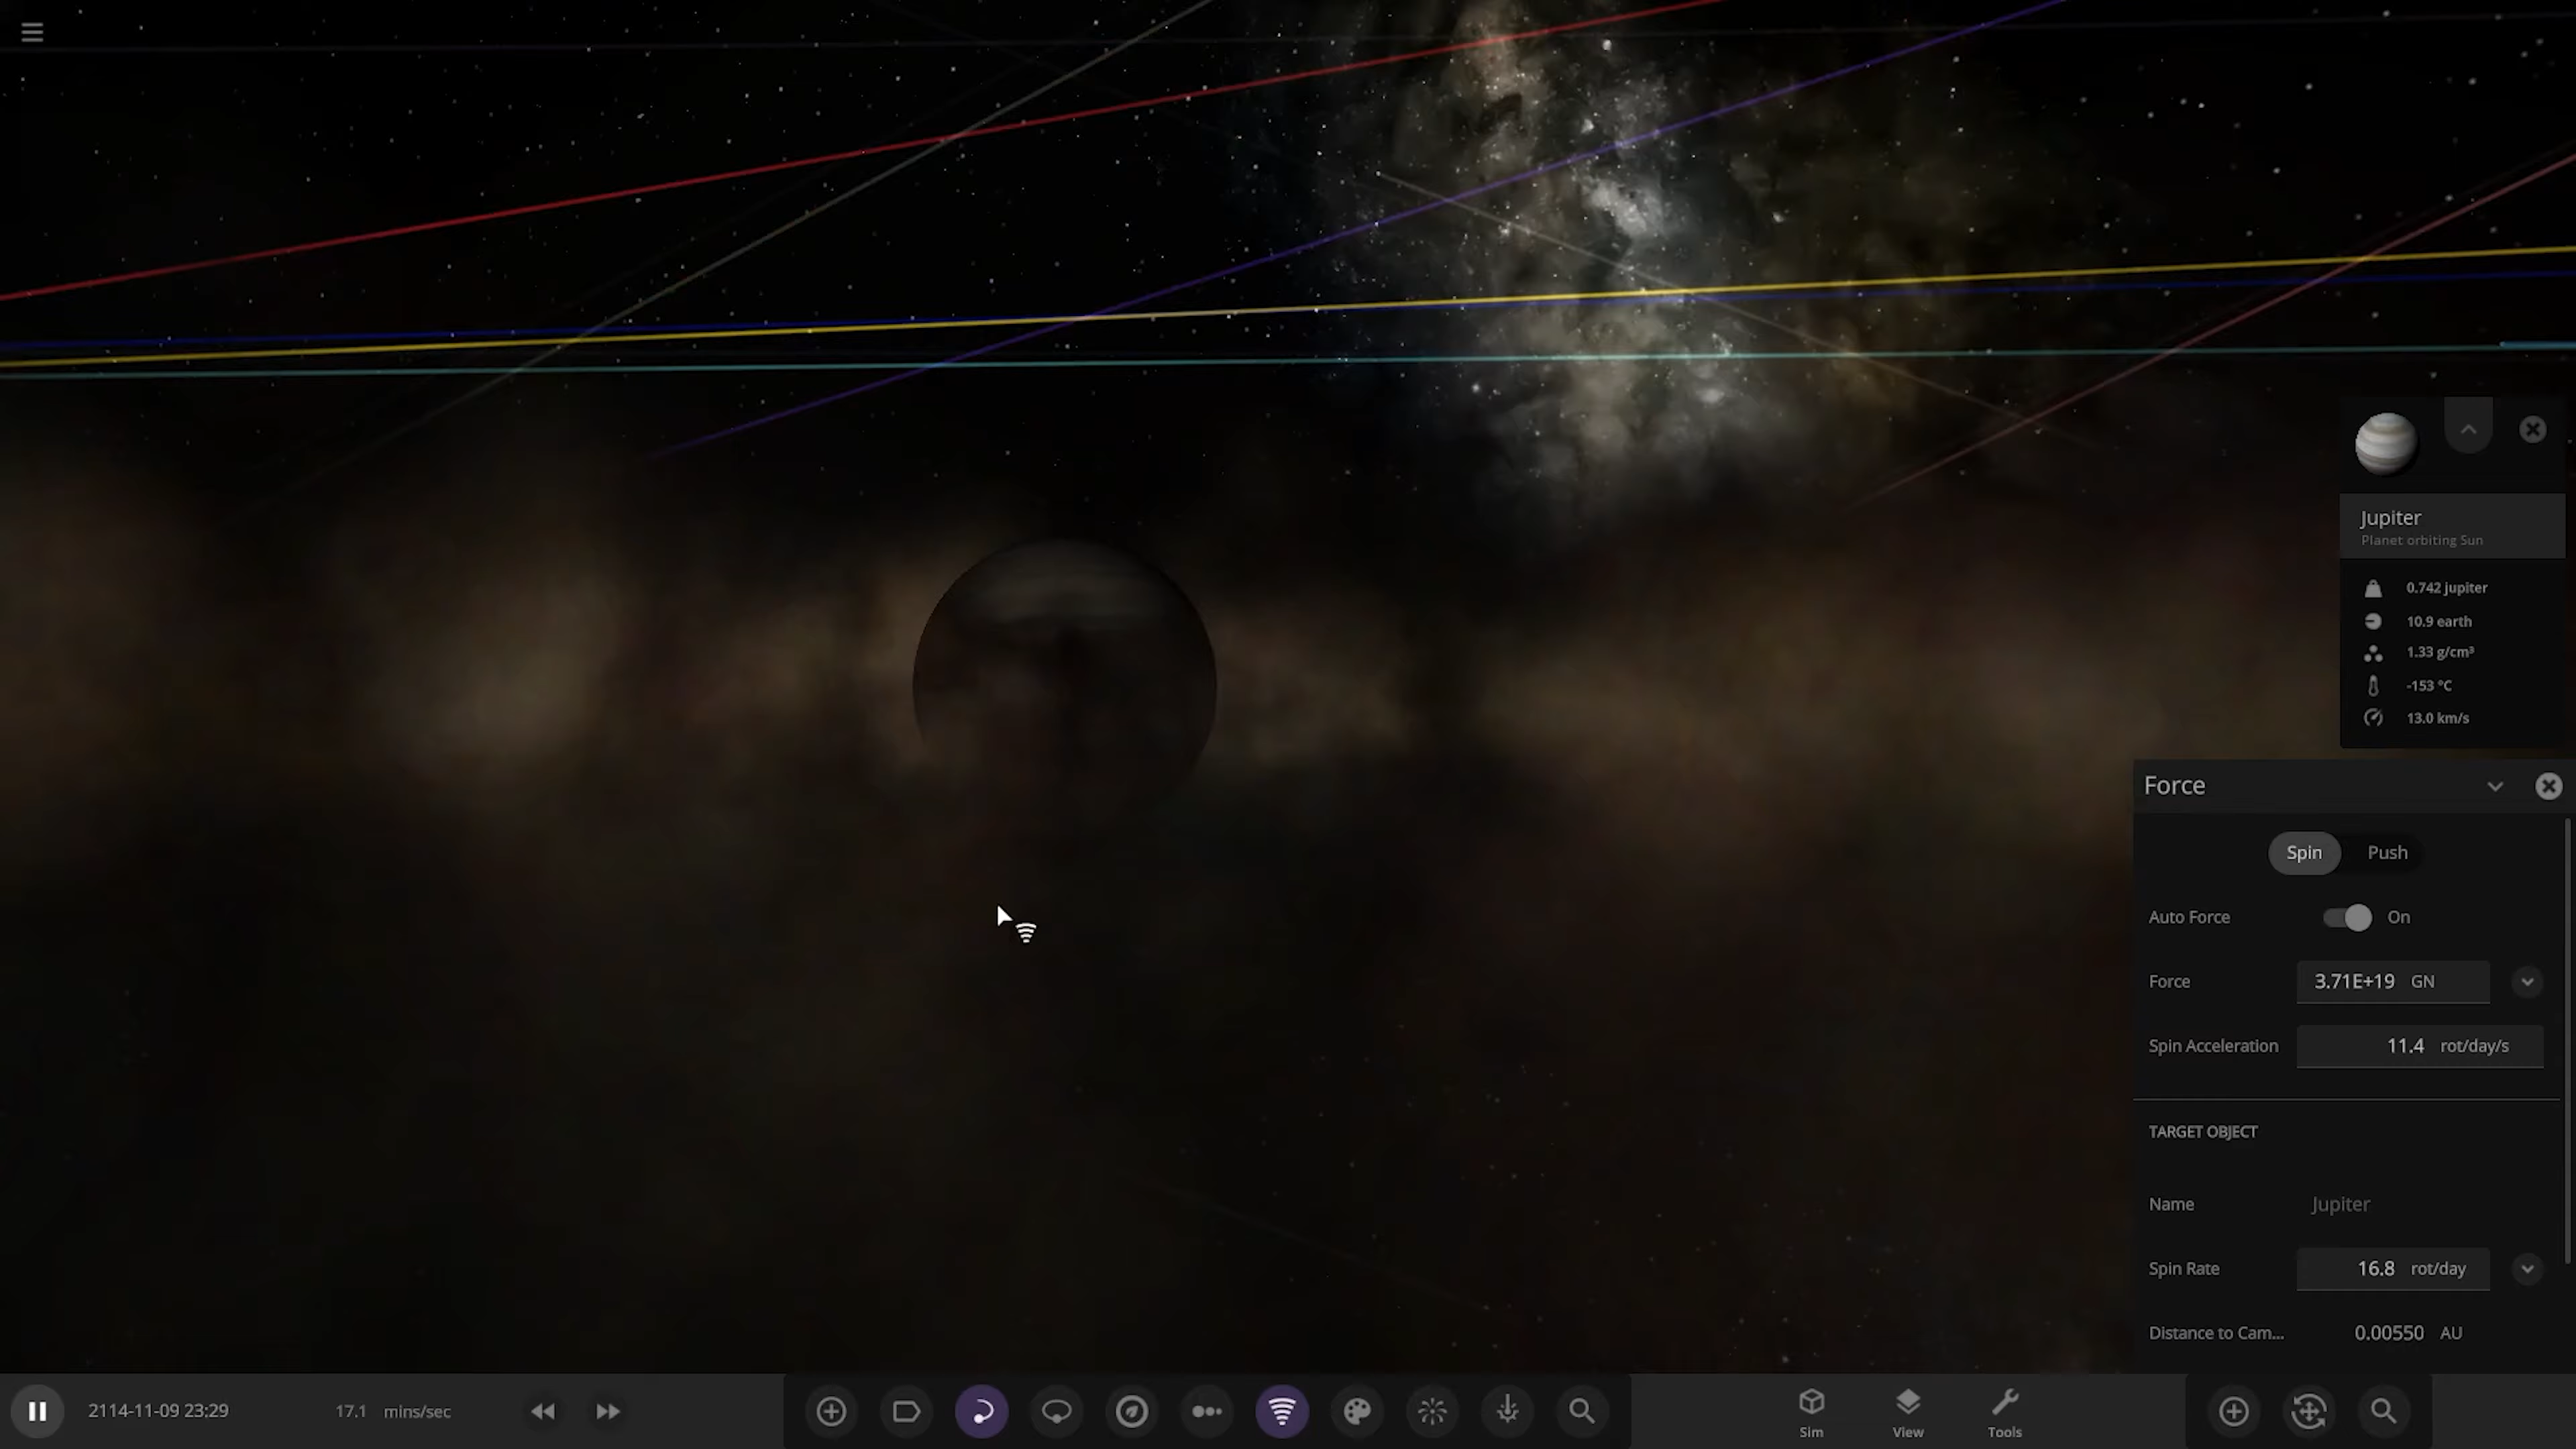 Jupiter
Planet orbiting Sun
0.742 jupiter
10.9 earth
1.33 g/cm³
-153 °C
13.0 km/s
Force
Spin Push
Auto Force On
Force 3.71E+19 GN
Spin Acceleration 11.4 rot/day/s
TARGET OBJECT
Name Jupiter
Spin Rate 16.8 rot/day
Distance to Cam... 0.00550 AU
2114-11-09 23:29 17.1 mins/sec
Sim View Tools